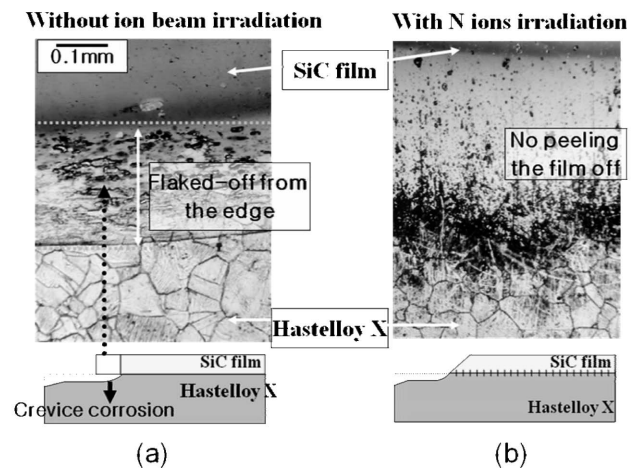 Without ion beam irradiation
With N ions irradiation
0.1mm
SiC film
No peeling
the film off
Flaked-off from
the edge
Hastelloy X
SiC film
Hastelloy X
Crevice corrosion
SiC film
Hastelloy X
(a)
(b)